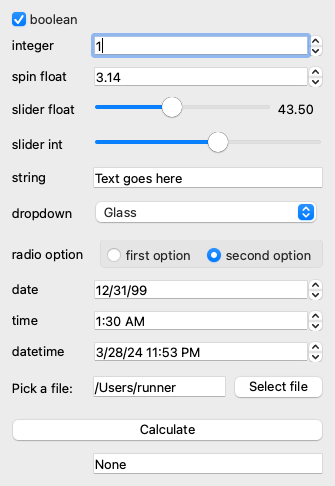 boolean
integer 1
spin float 3.14
slider float 43.50
slider int
string Text goes here
dropdown Glass
radio option first option second option
date 12/31/99
time 1:30 AM
datetime 3/28/24 11:53 PM
Pick a file: /Users/runner Select file
Calculate
None